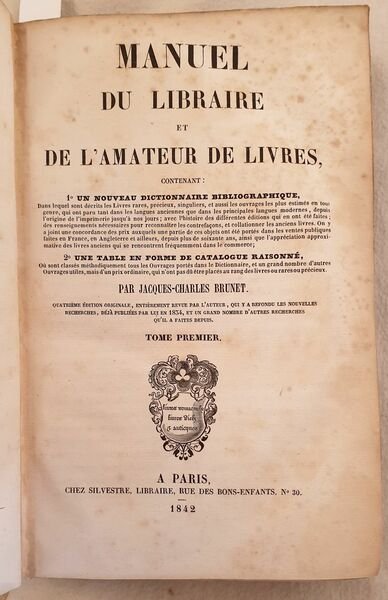 MANUEL
DU LIBRAIRE
ET
DE L'AMATEUR DE LIVRES,
CONTENANT :
1º UN NOUVEAU DICTIONNAIRE BIBLIOGRAPHIQUE,
Dans lequel sont décrits les Livres rares, précieux, singuliers, et aussi les ouvrages les plus estimés en tout
genre, qui ont paru tant dans les langues anciennes que dans les principales langues modernes, depuis
l'origine de l'imprimerie jusqu'à nos jours ; avec l'histoire des différentes éditions qui en ont été faites ;
des renseignements nécessaires pour reconnaître les contrefaçons, et collationner les anciens livres. On y
a joint une concordance des prix auxquels une partie de ces objets ont été portés dans les ventes publiques
faites en France, en Angleterre et ailleurs, depuis plus de soixante ans, ainsi que l'appréciation approxi-
mative des livres anciens qui se rencontrent fréquemment dans le commerce ;
2º UNE TABLE EN FORME DE CATALOGUE RAISONNÉ,
Où sont classés méthodiquement tous les Ouvrages portés dans le Dictionnaire, et un grand nombre d'autres
Ouvrages utiles, mais d'un prix ordinaire, qui n'ont pas dû être placés au rang des livres ou rares ou précieux.
PAR JACQUES-CHARLES BRUNET.
QUATRIÈME ÉDITION ORIGINALE, ENTIÈREMENT REVUE PAR L'AUTEUR, QUI Y A REFONDU LES NOUVELLES
RECHERCHES, DÉJÀ PUBLIÉES PAR LUI EN 1834, ET UN GRAND NOMBRE D'AUTRES RECHERCHES
QU'IL A FAITES DEPUIS.
TOME PREMIER.
et antiquos
A PARIS,
CHEZ SILVESTRE, LIBRAIRE, RUE DES BONS-ENFANTS, Nº 30.
1842